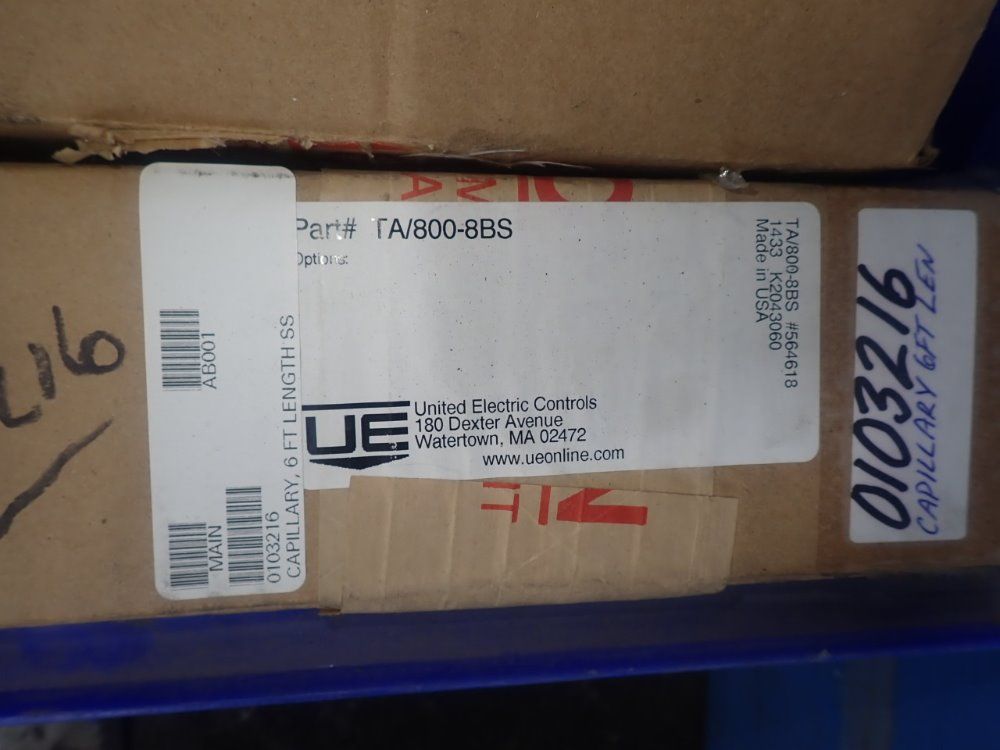 Part# TA/800-8BS
Options:
TA/800-8BS #564618
1433 K2043060
Made in USA
UE
United Electric Controls
180 Dexter Avenue
Watertown, MA 02472
www.ueonline.com
AB001
MAIN
0103216
CAPILLARY, 6 FT LENGTH SS
0103216
CAPILLARY 6FT LEN